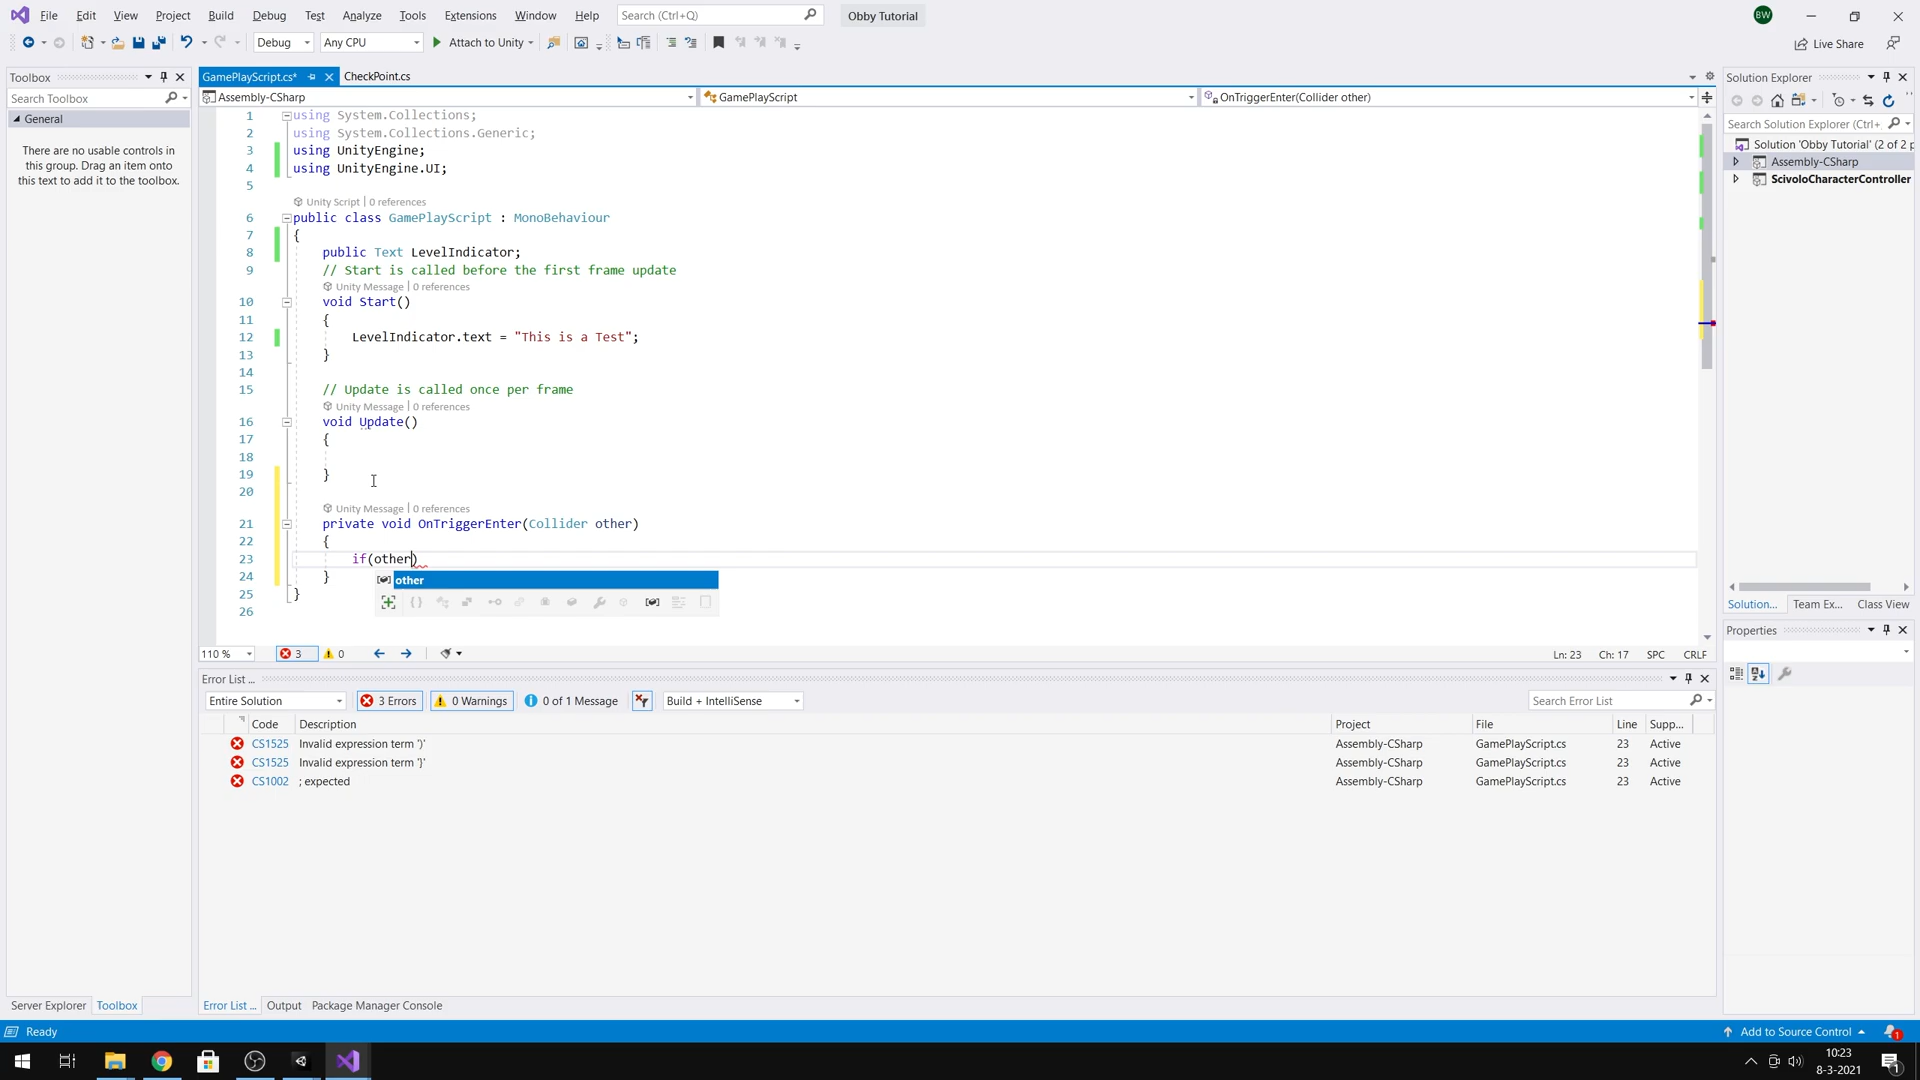 File Edit View Project Build Debug Test Analyze Tools Extensions Window Help Search (Ctrl+Q) Obby Tutorial BW
Debug Any CPU Attach to Unity Live Share
Toolbox
Search Toolbox
General
There are no usable controls in
this group. Drag an item onto
this text to add it to the toolbox.
GamePlayScript.cs* CheckPoint.cs
Assembly-CSharp GamePlayScript OnTriggerEnter(Collider other)
1 using System.Collections;
2 using System.Collections.Generic;
3 using UnityEngine;
4 using UnityEngine.UI;
5
Unity Script | 0 references
6 public class GamePlayScript : MonoBehaviour
7 {
8 public Text LevelIndicator;
9 // Start is called before the first frame update
Unity Message | 0 references
10 void Start()
11 {
12 LevelIndicator.text = "This is a Test";
13 }
14
15 // Update is called once per frame
Unity Message | 0 references
16 void Update()
17 {
18
19 }
20
Unity Message | 0 references
21 private void OnTriggerEnter(Collider other)
22 {
23 if(other)
24 }
other
25 }
26
110 % 3 0 Ln: 23 Ch: 17 SPC CRLF
Error List ...
Entire Solution 3 Errors 0 Warnings 0 of 1 Message Build + IntelliSense Search Error List
Code Description Project File Line Supp...
CS1525 Invalid expression term ')' Assembly-CSharp GamePlayScript.cs 23 Active
CS1525 Invalid expression term '}' Assembly-CSharp GamePlayScript.cs 23 Active
CS1002 ; expected Assembly-CSharp GamePlayScript.cs 23 Active
Solution Explorer
Search Solution Explorer (Ctrl+
Solution 'Obby Tutorial' (2 of 2 p
Assembly-CSharp
ScivoloCharacterController
Solution... Team Ex... Class View
Properties
Server Explorer Toolbox Error List ... Output Package Manager Console
Ready Add to Source Control 1
10:23
8-3-2021
1